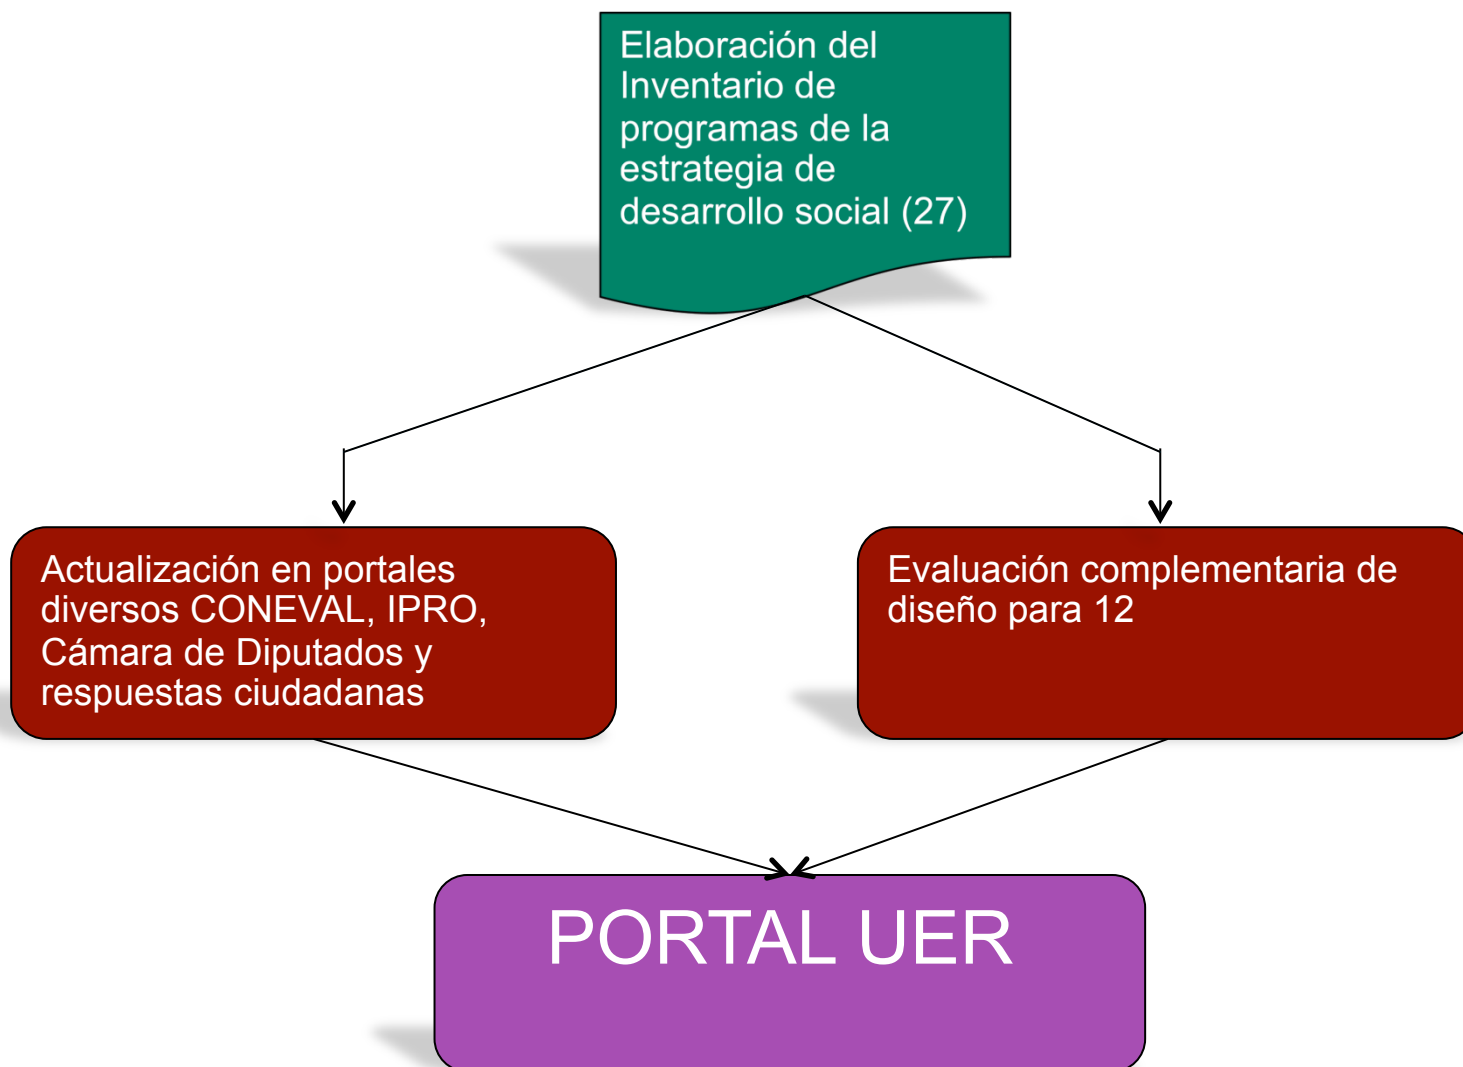 Elaboración del
Inventario de
programas de la
estrategia de
desarrollo social (27)
Actualización en portales
diversos CONEVAL, IPRO,
Cámara de Diputados y
respuestas ciudadanas
Evaluación complementaria de
diseño para 12
PORTAL UER